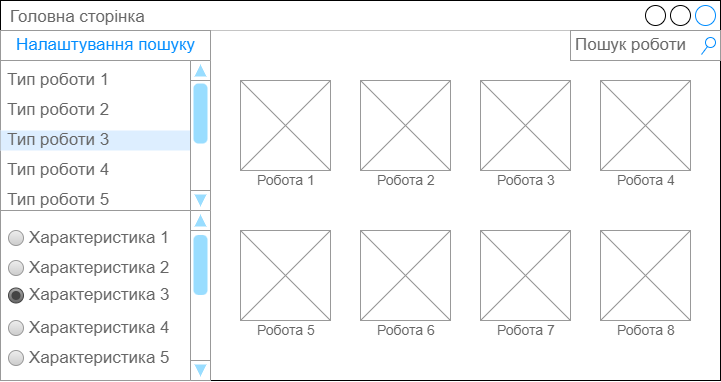 Головна сторінка
Налаштування пошуку
Пошук роботи
Тип роботи 1
Тип роботи 2
Тип роботи 3
Тип роботи 4
Тип роботи 5
Характеристика 1
Характеристика 2
Характеристика 3
Характеристика 4
Характеристика 5
Робота 1
Робота 2
Робота 3
Робота 4
Робота 5
Робота 6
Робота 7
Робота 8